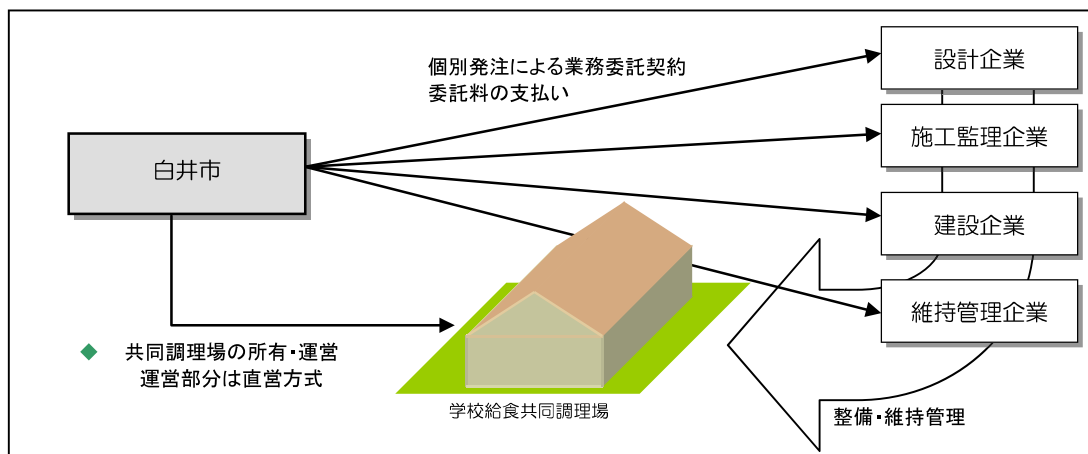 個別発注による業務委託契約
委託料の支払い
白井市
設計企業
施工監理企業
建設企業
維持管理企業
共同調理場の所有・運営
運営部分は直営方式
学校給食共同調理場
整備・維持管理